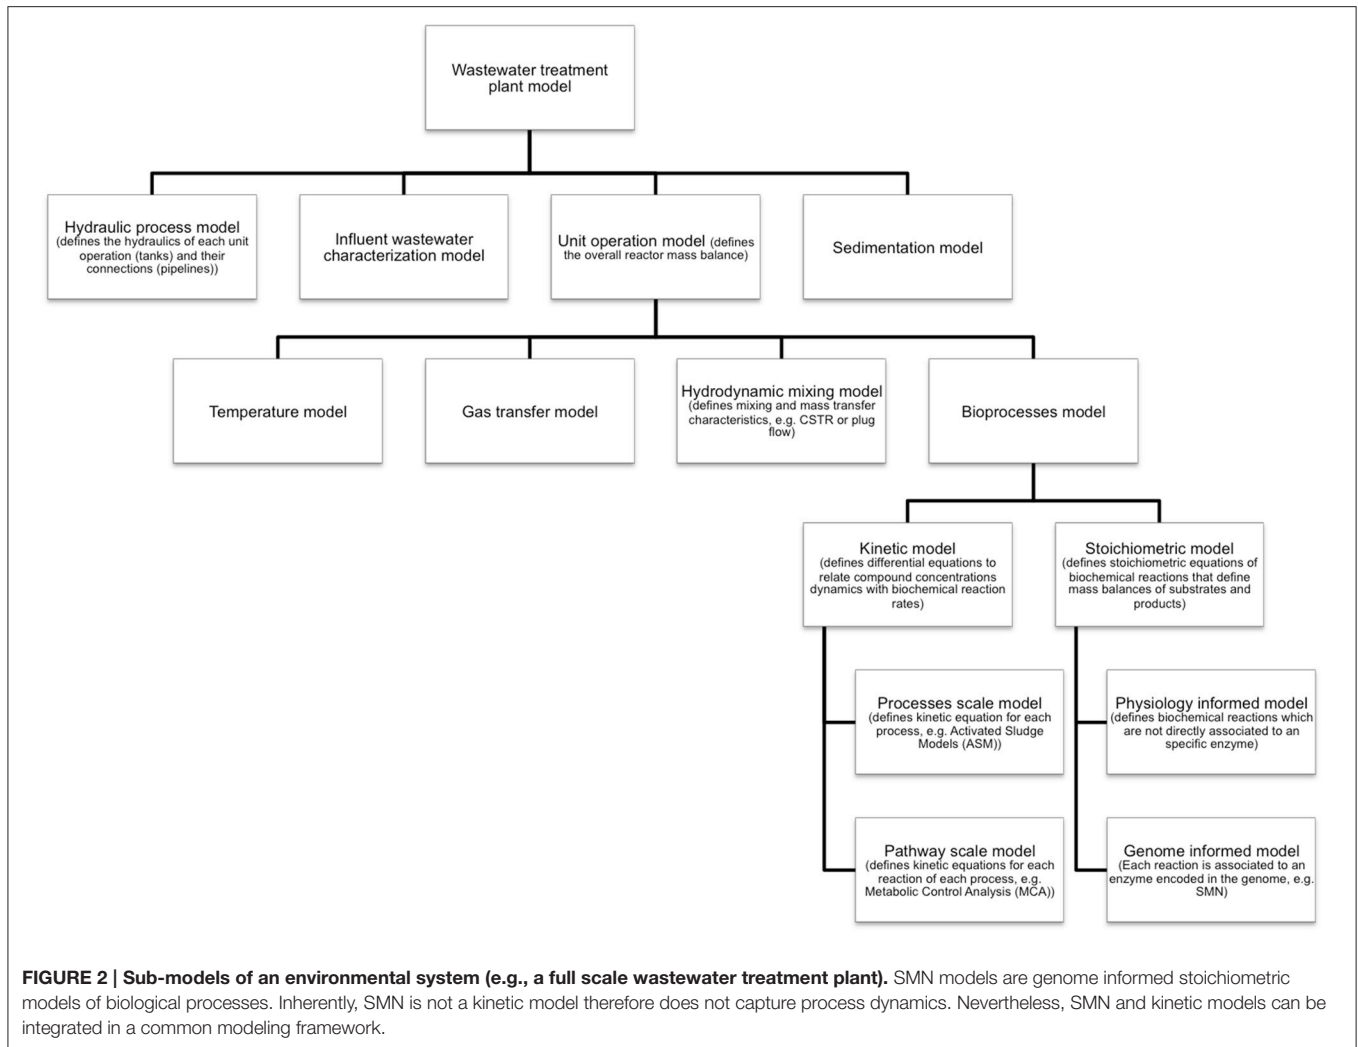 Wastewater treatment
plant model
Hydraulic process model
(defines the hydraulics of each unit
operation (tanks) and their
connections (pipelines))
Influent wastewater
characterization model
Unit operation model (defines
the overall reactor mass balance)
Sedimentation model
Temperature model
Gas transfer model
Hydrodynamic mixing model
(defines mixing and mass transfer
characteristics, e.g. CSTR or plug
flow)
Bioprocesses model
Kinetic model
(defines differential equations to
relate compound concentrations
dynamics with biochemical reaction
rates)
Stoichiometric model
(defines stoichiometric equations of
biochemical reactions that define
mass balances of substrates and
products)
Processes scale model
(defines kinetic equation for each
process, e.g. Activated Sludge
Models (ASM))
Physiology informed model
(defines biochemical reactions which
are not directly associated to an
specific enzyme)
Pathway scale model
(defines kinetic equations for each
reaction of each process, e.g.
Metabolic Control Analysis (MCA))
Genome informed model
(Each reaction is associated to an
enzyme encoded in the genome, e.g.
SMN)
FIGURE 2 | Sub-models of an environmental system (e.g., a full scale wastewater treatment plant). SMN models are genome informed stoichiometric
models of biological processes. Inherently, SMN is not a kinetic model therefore does not capture process dynamics. Nevertheless, SMN and kinetic models can be
integrated in a common modeling framework.